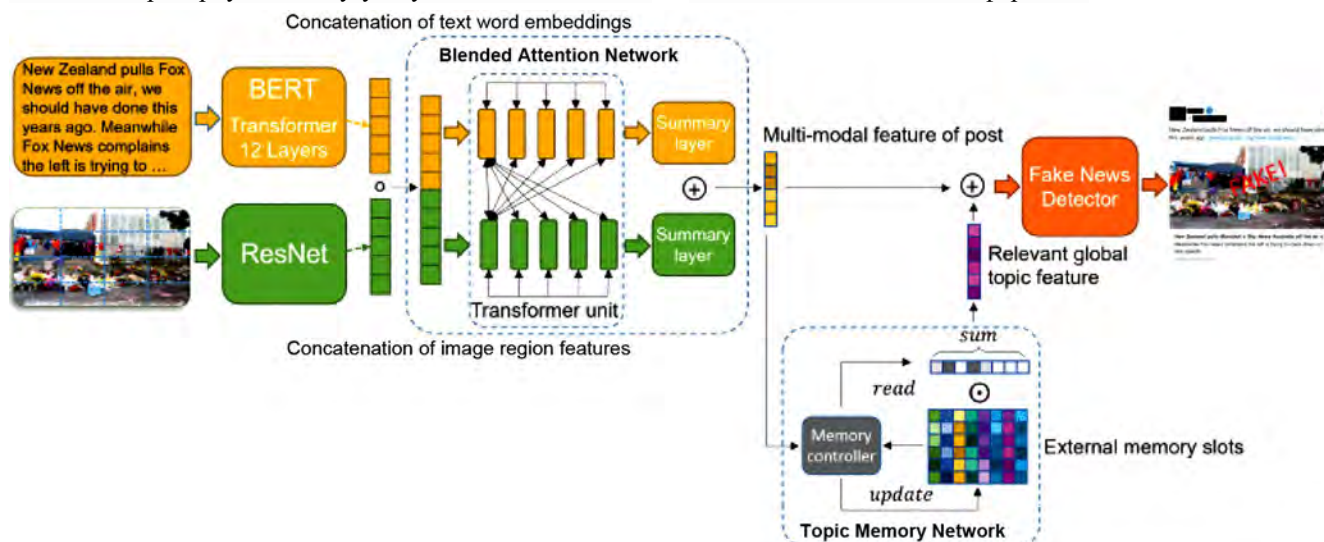 Concatenation of text word embeddings
Blended Attention Network
New Zealand pulls Fox
News off the air, we
should have done this
years ago. Meanwhile
Fox News complains
the left is trying to ...
BERT
Transformer
12 Layers
Summary
layer
Multi-modal feature of post
Fake News
Detector
FAKE!
ResNet
Summary
layer
Relevant global
topic feature
Transformer unit
Concatenation of image region features
sum
read
Memory
controller
External memory slots
update
Topic Memory Network